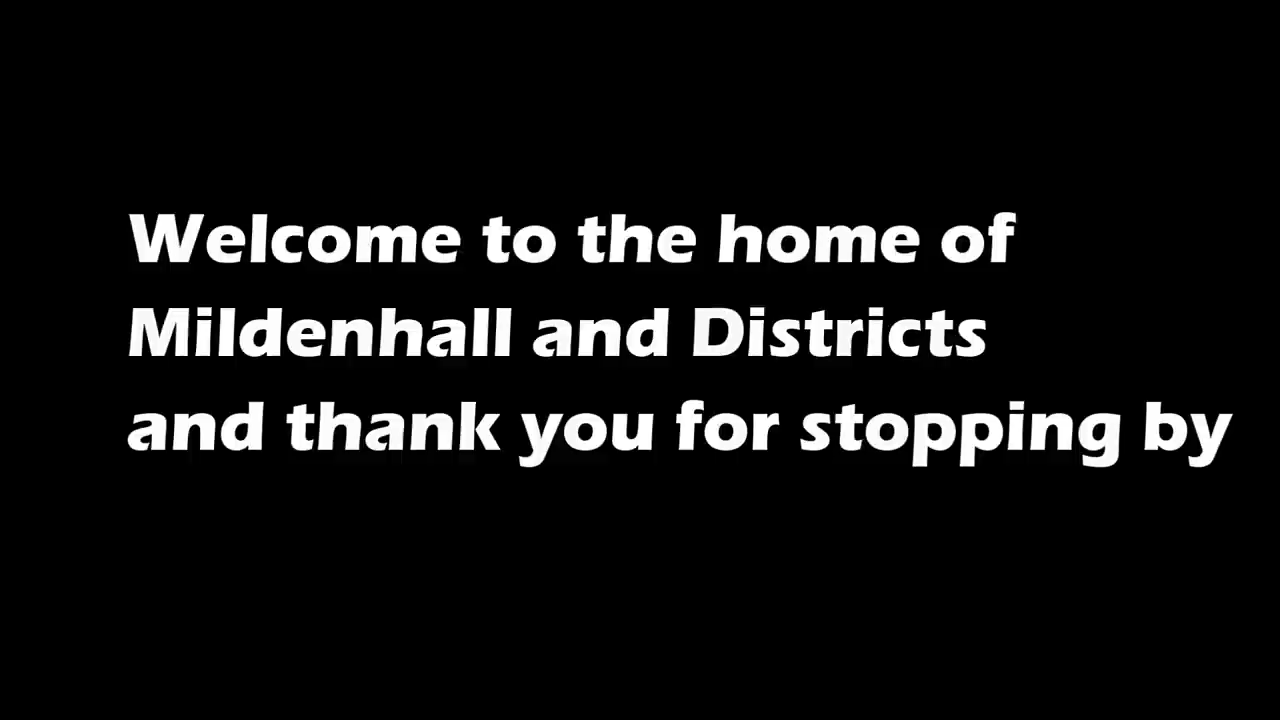 Welcome to the home of
Mildenhall and Districts
and thank you for stopping by